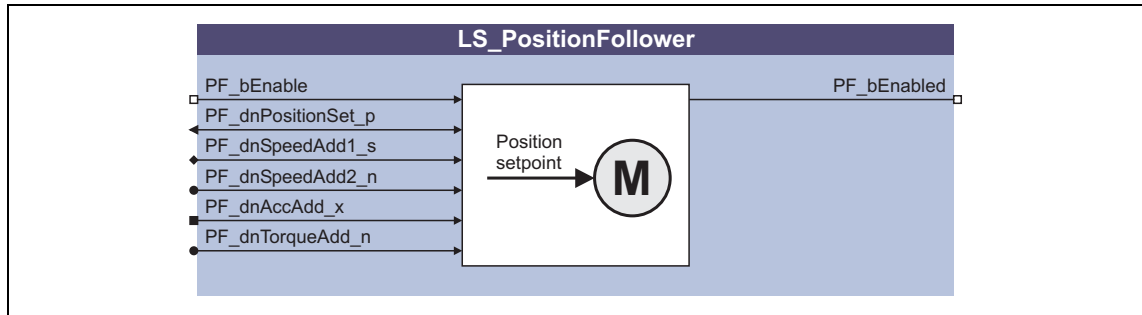 LS_PositionFollower
PF_bEnable
PF_bEnabled
PF_dnPositionSet_p
PF_dnSpeedAdd1_s
PF_dnSpeedAdd2_n
PF_dnAccAdd_x
PF_dnTorqueAdd_n
Position
setpoint
M